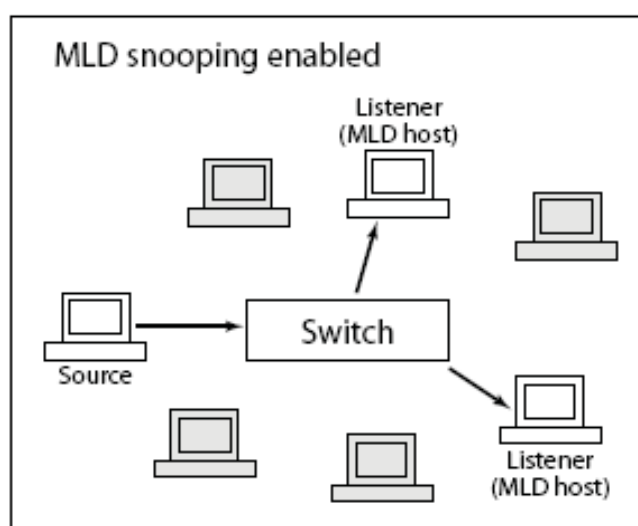 MLD snooping enabled
Listener
(MLD host)
Switch
Source
Listener
(MLD host)